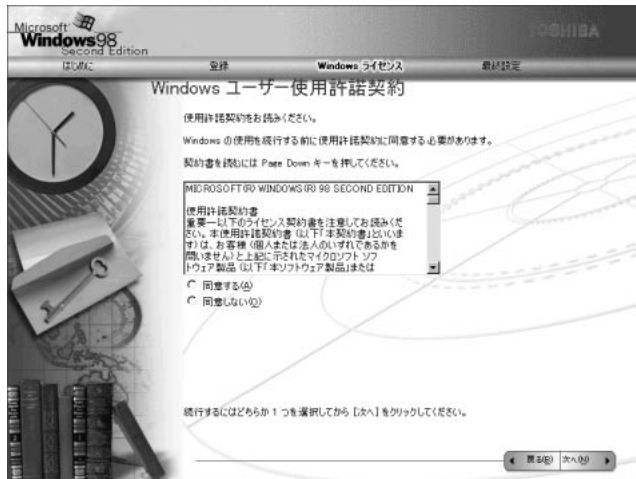 Microsoft
Windows98
Second Edition
TOSHIBA
はじめに 登録 Windows ライセンス 最終設定
Windows ユーザー使用許諾契約
使用許諾契約をお読みください。
Windows の使用を続行する前に使用許諾契約に同意する必要があります。
契約書を読むには Page Down キーを押してください。
MICROSOFT(R) WINDOWS(R) 98 SECOND EDITION
使用許諾契約書
重要－以下のライセンス契約書を注意してお読みくだ
さい。本使用許諾契約書（以下「本契約書」といいま
す）は、お客様（個人または法人のいずれであるかを
問いません）と上記に示されたマイクロソフト ソフ
トウェア製品（以下「本ソフトウェア製品」または
同意する(A)
同意しない(O)
続行するにはどちらか 1 つを選択してから [次へ] をクリックしてください。
戻る(B) 次へ(N)